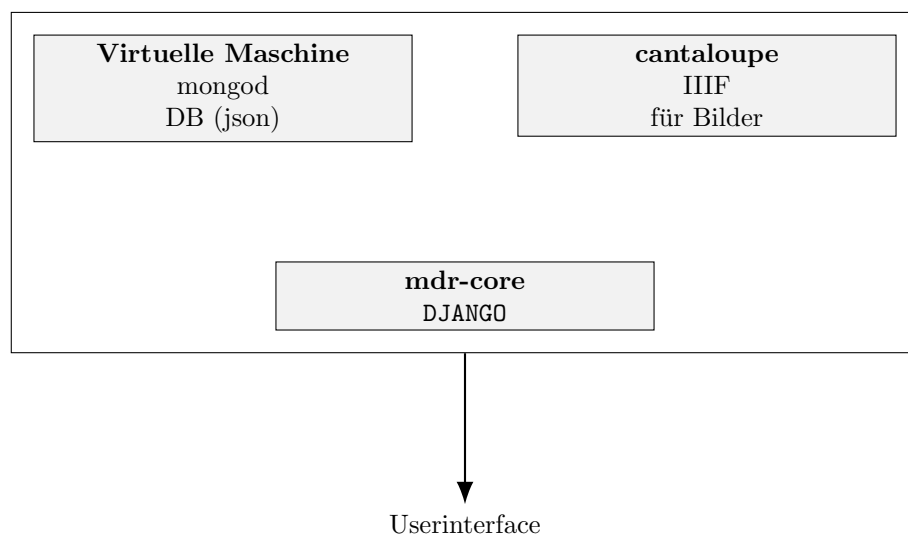 Virtuelle Maschine
mongod
DB (json)
cantaloupe
IIIF
für Bilder
mdr-core
DJANGO
Userinterface